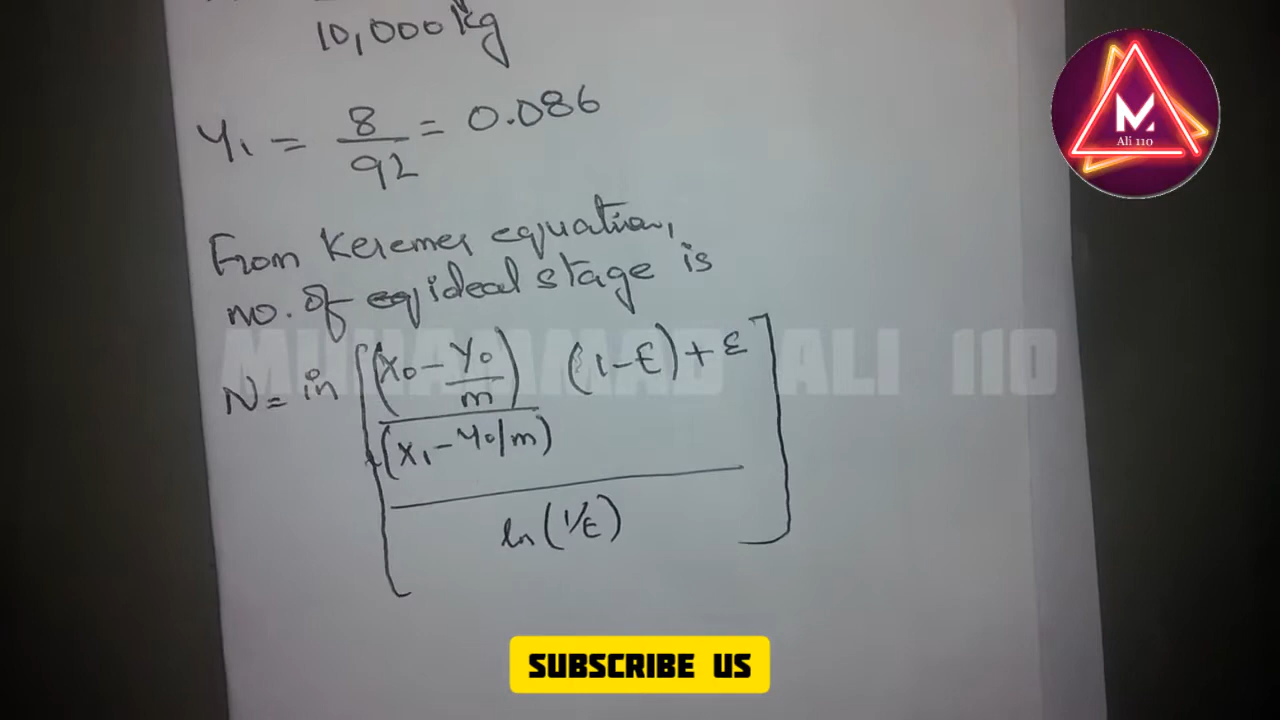 10,000 kg
Y₁ = 8/92 = 0.086
From Keremer equation,
no. of eq ideal stage is
N = in [ (x₀ - y₀/m) (1-ε) + ε
(x₁ - y₀/m)
ln (1/ε) ]
M.
Ali 110
MUHAMMAD ALI 110
SUBSCRIBE US